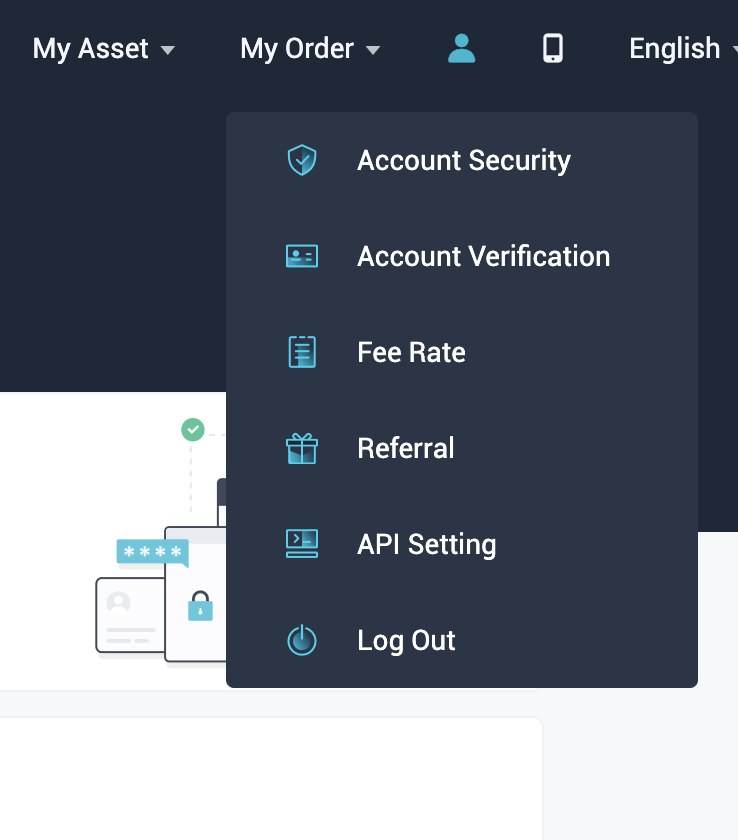 My Asset My Order English
Account Security
Account Verification
Fee Rate
Referral
API Setting
****
Log Out